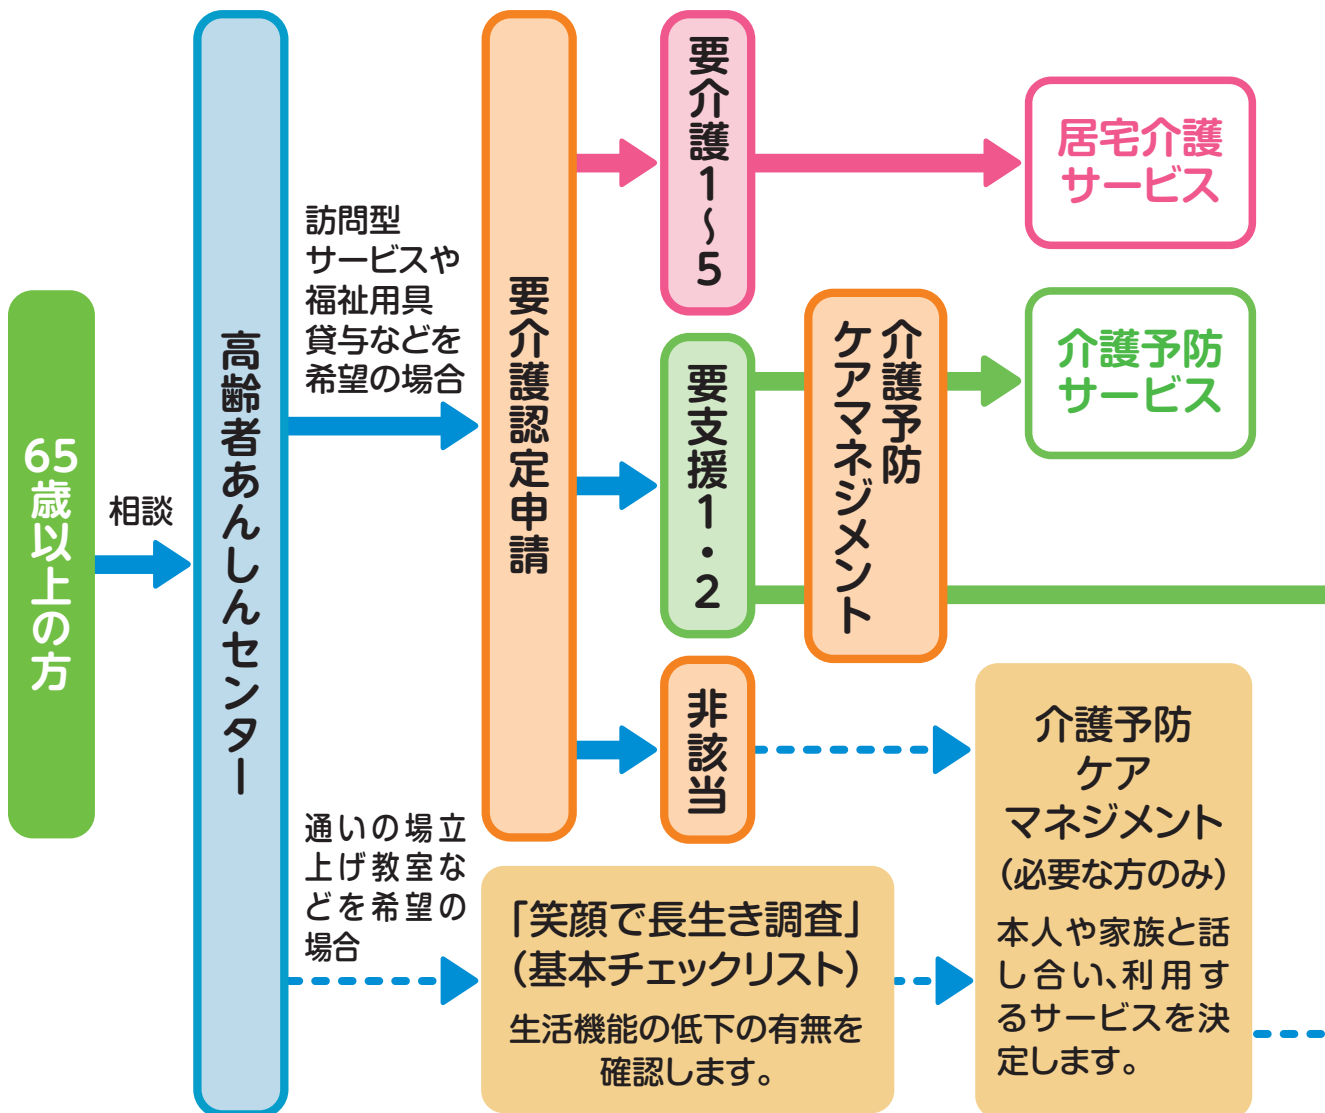 65歳以上の方
相談
高齢者あんしんセンター
訪問型
サービスや
福祉用具
貸与などを
希望の場合
通いの場立
上げ教室な
どを希望の
場合
要介護認定申請
要介護1〜5
要支援1・2
非該当
介護予防
ケアマネジメント
居宅介護
サービス
介護予防
サービス
「笑顔で長生き調査」
（基本チェックリスト）
生活機能の低下の有無を
確認します。
介護予防
ケア
マネジメント
（必要な方のみ）
本人や家族と話
し合い、利用す
るサービスを決
定します。